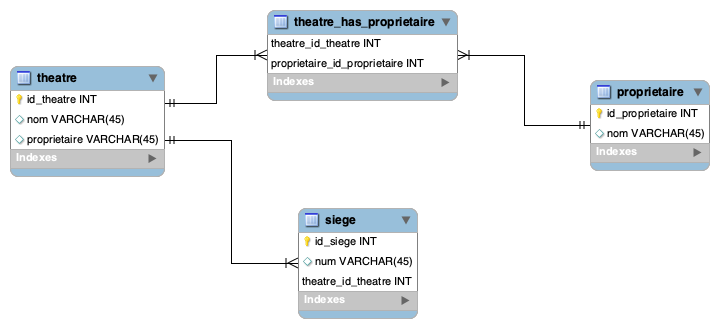 theatre_has_proprietaire
theatre_id_theatre INT
proprietaire_id_proprietaire INT
Indexes
theatre
id_theatre INT
nom VARCHAR(45)
proprietaire VARCHAR(45)
Indexes
proprietaire
id_proprietaire INT
nom VARCHAR(45)
Indexes
siege
id_siege INT
num VARCHAR(45)
theatre_id_theatre INT
Indexes